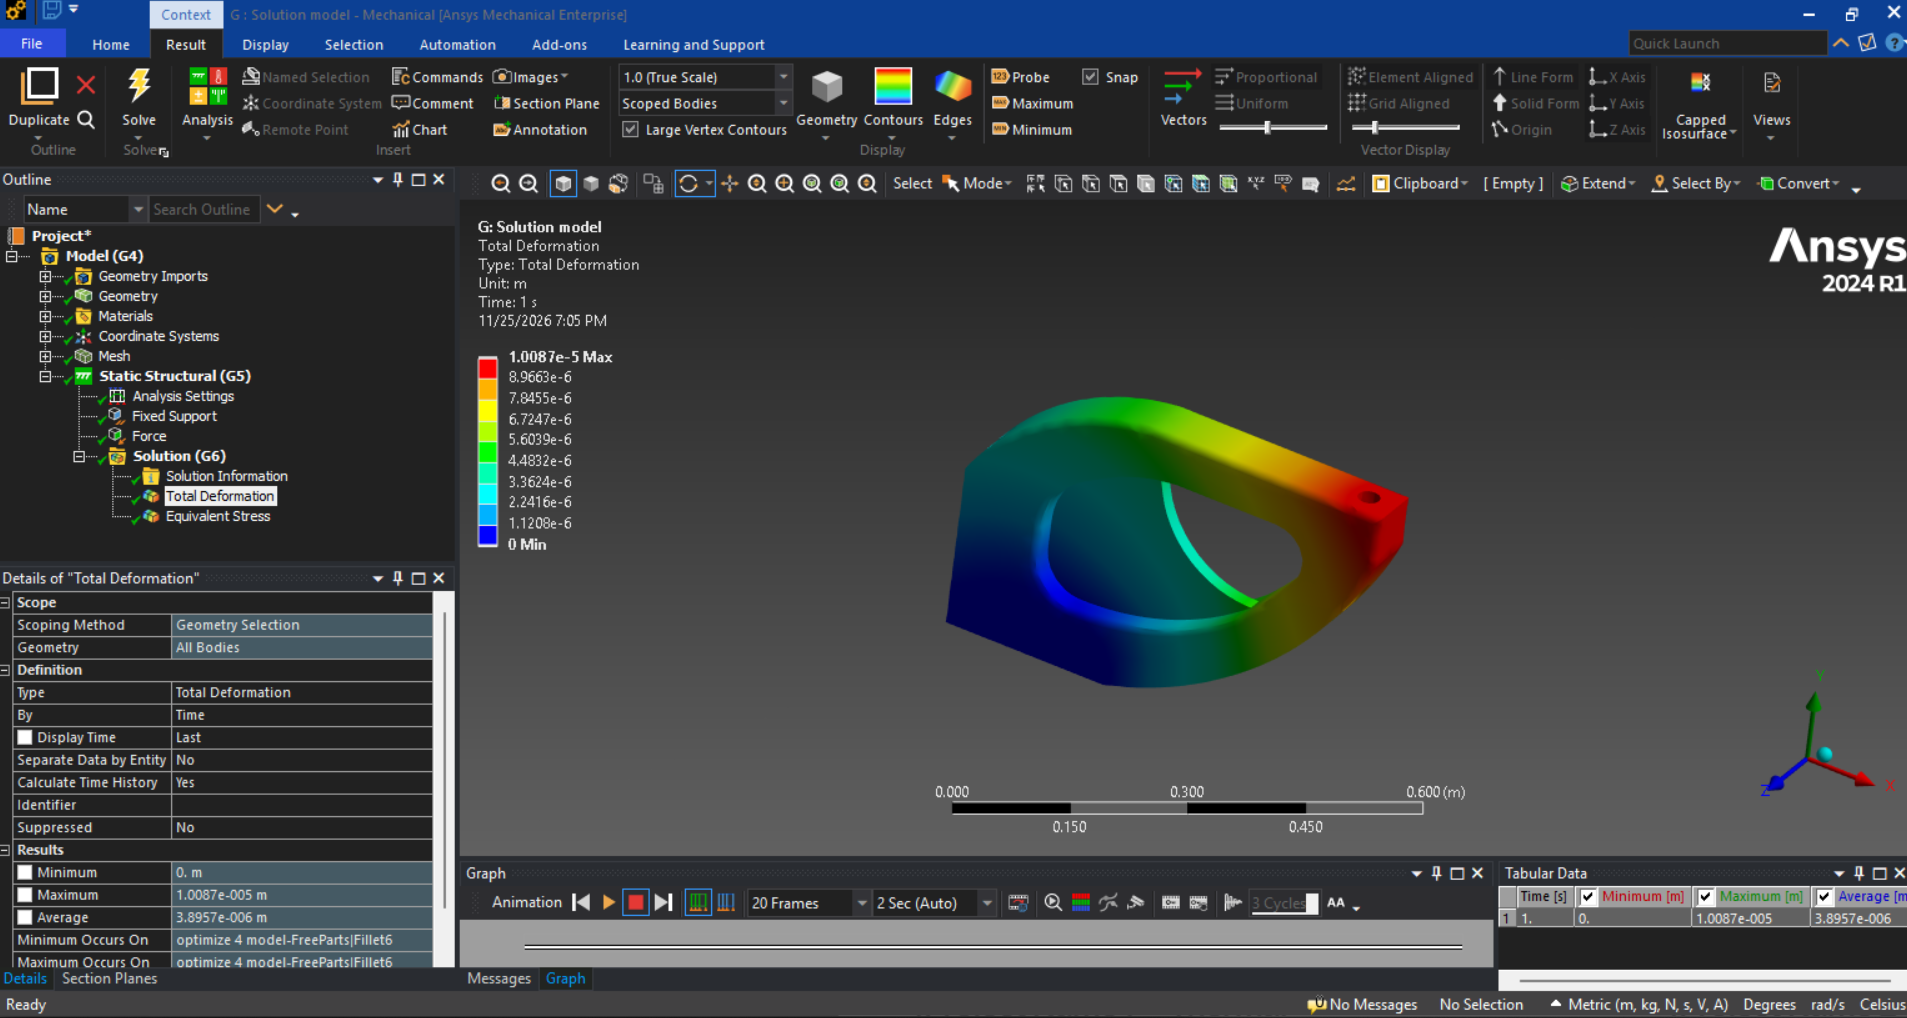 Context
G : Solution model - Mechanical [Ansys Mechanical Enterprise]
File Home Result Display Selection Automation Add-ons Learning and Support
Quick Launch
Duplicate
Outline
Solve
Solver
Analysis
Named Selection
Coordinate System
Remote Point
Commands
Comment
Chart
Images
Section Plane
Annotation
Insert
1.0 (True Scale)
Scoped Bodies
Large Vertex Contours
Geometry
Contours
Edges
Display
Probe
Maximum
Minimum
Snap
Vectors
Proportional
Uniform
Element Aligned
Grid Aligned
Line Form
Solid Form
Origin
X Axis
Y Axis
Z Axis
Vector Display
Capped
Isosurface
Views
Outline
Name Search Outline
Select Mode Clipboard [ Empty ] Extend Select By Convert
Project*
Model (G4)
Geometry Imports
Geometry
Materials
Coordinate Systems
Mesh
Static Structural (G5)
Analysis Settings
Fixed Support
Force
Solution (G6)
Solution Information
Total Deformation
Equivalent Stress
G: Solution model
Total Deformation
Type: Total Deformation
Unit: m
Time: 1 s
11/25/2026 7:05 PM
1.0087e-5 Max
8.9663e-6
7.8455e-6
6.7247e-6
5.6039e-6
4.4832e-6
3.3624e-6
2.2416e-6
1.1208e-6
0 Min
Ansys
2024 R1
Y
X
Z
0.000 0.300 0.600 (m)
0.150 0.450
Details of "Total Deformation"
Scope
Scoping Method Geometry Selection
Geometry All Bodies
Definition
Type Total Deformation
By Time
Display Time Last
Separate Data by Entity No
Calculate Time History Yes
Identifier
Suppressed No
Results
Minimum 0. m
Maximum 1.0087e-005 m
Average 3.8957e-006 m
Minimum Occurs On optimize 4 model-FreeParts|Fillet6
Maximum Occurs On optimize 4 model-FreeParts|Fillet6
Details Section Planes
Graph
Animation 20 Frames 2 Sec (Auto) 3 Cycles AA
Messages Graph
Tabular Data
Time [s] Minimum [m] Maximum [m] Average [m
1 1. 0. 1.0087e-005 3.8957e-006
Ready
No Messages No Selection Metric (m, kg, N, s, V, A) Degrees rad/s Celsius